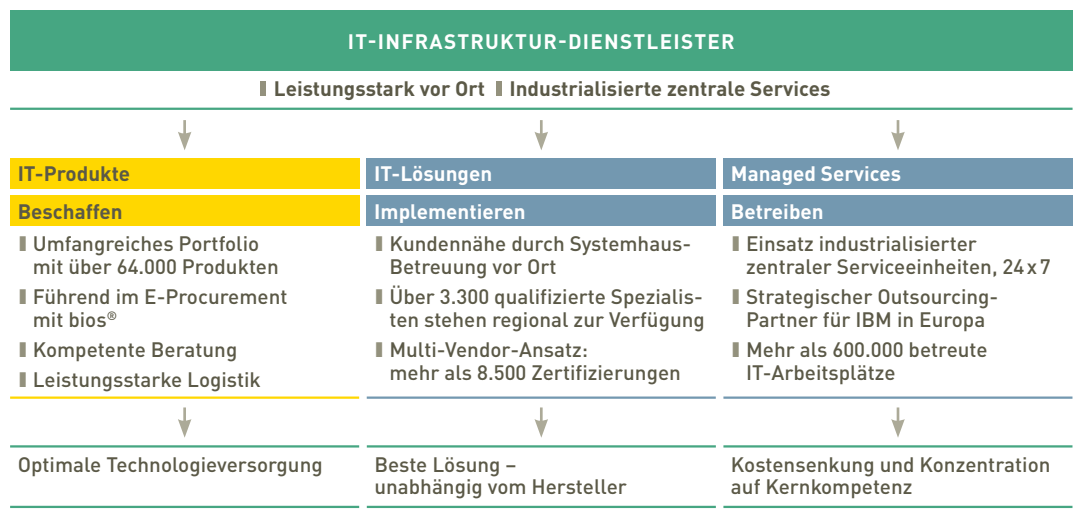 IT-INFRASTRUKTUR-DIENSTLEISTER
Leistungsstark vor Ort Industrialisierte zentrale Services
IT-Produkte
Beschaffen
Umfangreiches Portfolio
mit über 64.000 Produkten
Führend im E-Procurement
mit bios®
Kompetente Beratung
Leistungsstarke Logistik
Optimale Technologieversorgung
IT-Lösungen
Implementieren
Kundennähe durch Systemhaus-
Betreuung vor Ort
Über 3.300 qualifizierte Spezialis-
ten stehen regional zur Verfügung
Multi-Vendor-Ansatz:
mehr als 8.500 Zertifizierungen
Beste Lösung –
unabhängig vom Hersteller
Managed Services
Betreiben
Einsatz industrialisierter
zentraler Serviceeinheiten, 24 x 7
Strategischer Outsourcing-
Partner für IBM in Europa
Mehr als 600.000 betreute
IT-Arbeitsplätze
Kostensenkung und Konzentration
auf Kernkompetenz